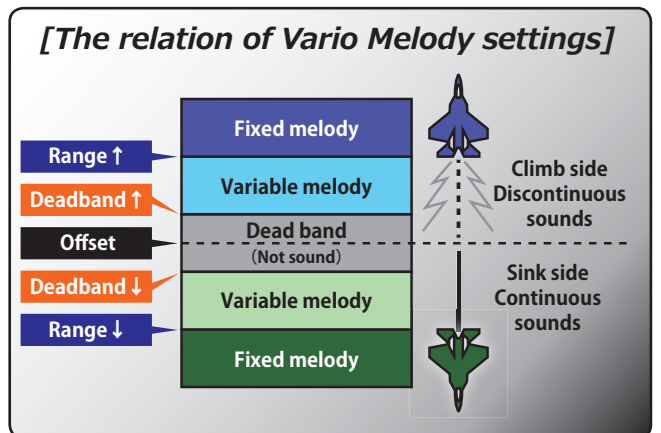 [The relation of Vario Melody settings]
Fixed melody
Range ↑
Variable melody
Deadband ↑
Dead band
(Not sound)
Offset
Deadband ↓
Variable melody
Range ↓
Fixed melody
Climb side
Discontinuous
sounds
Sink side
Continuous
sounds